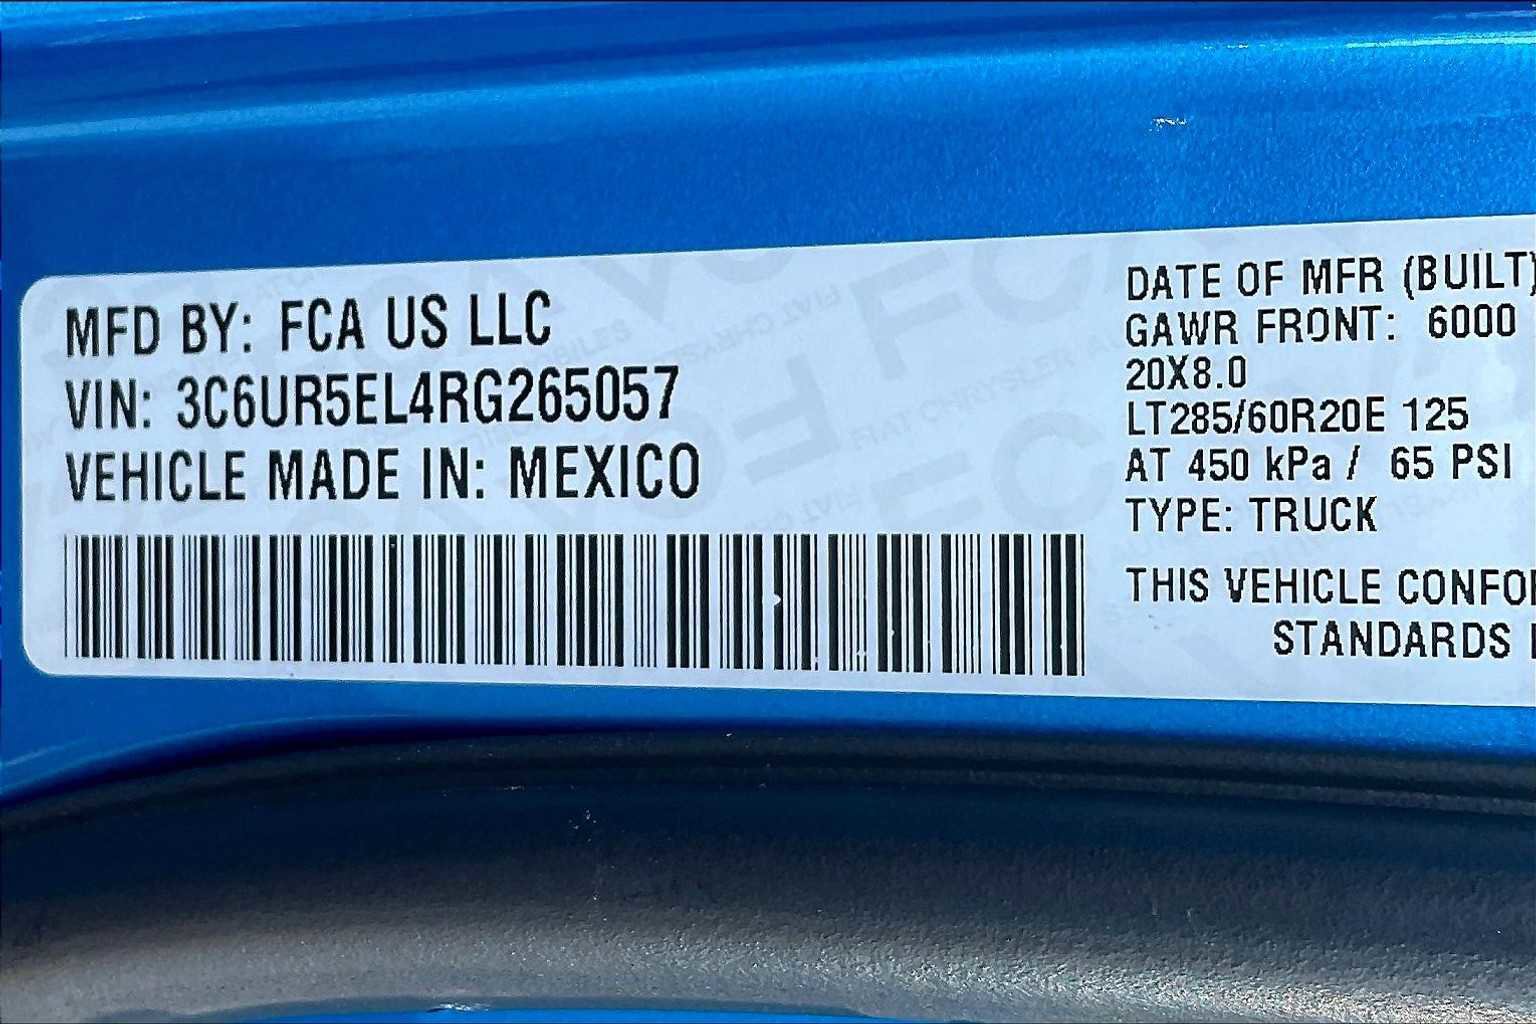 MFD BY: FCA US LLC
VIN: 3C6UR5EL4RG265057
VEHICLE MADE IN: MEXICO
DATE OF MFR (BUILT)
GAWR FRONT: 6000
20X8.0
LT285/60R20E 125
AT 450 kPa / 65 PSI
TYPE: TRUCK
THIS VEHICLE CONFO
STANDARDS